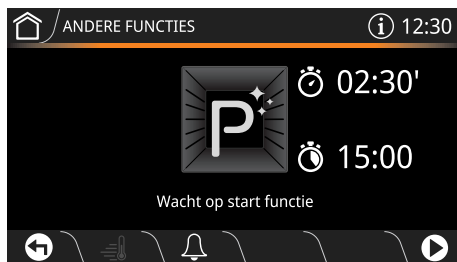 ANDERE FUNCTIES 12:30
02:30'
P
15:00
Wacht op start functie